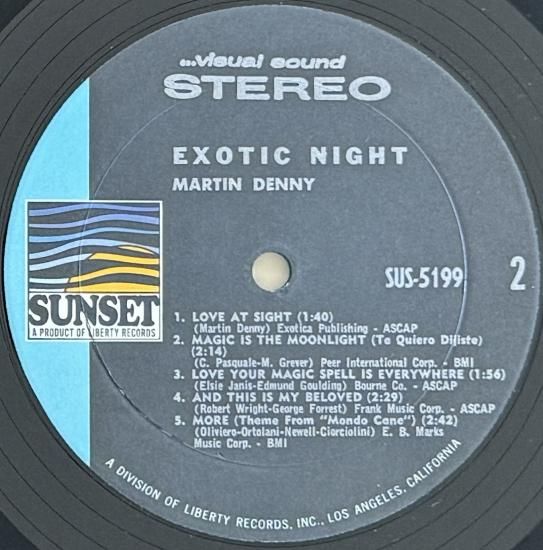 ...visual sound
STEREO
EXOTIC NIGHT
MARTIN DENNY
SUS-5199
2
SUNSET
A PRODUCT OF LIBERTY RECORDS
1. LOVE AT SIGHT (1:40)
(Martin Denny) Exotica Publishing - ASCAP
2. MAGIC IS THE MOONLIGHT (Te Quiero Dijiste)
(2:14)
(C. Pasquale-M. Grever) Peer International Corp. - BMI
3. LOVE YOUR MAGIC SPELL IS EVERYWHERE (1:56)
(Elsie Janis-Edmund Goulding) Bourne Co. - ASCAP
4. AND THIS IS MY BELOVED (2:29)
(Robert Wright-George Forrest) Frank Music Corp. - ASCAP
5. MORE (Theme From "Mondo Cane") (2:42)
(Oliviero-Ortolani-Newell-Ciorciolini) E. B. Marks
Music Corp. - BMI
A DIVISION OF LIBERTY RECORDS, INC., LOS ANGELES, CALIFORNIA